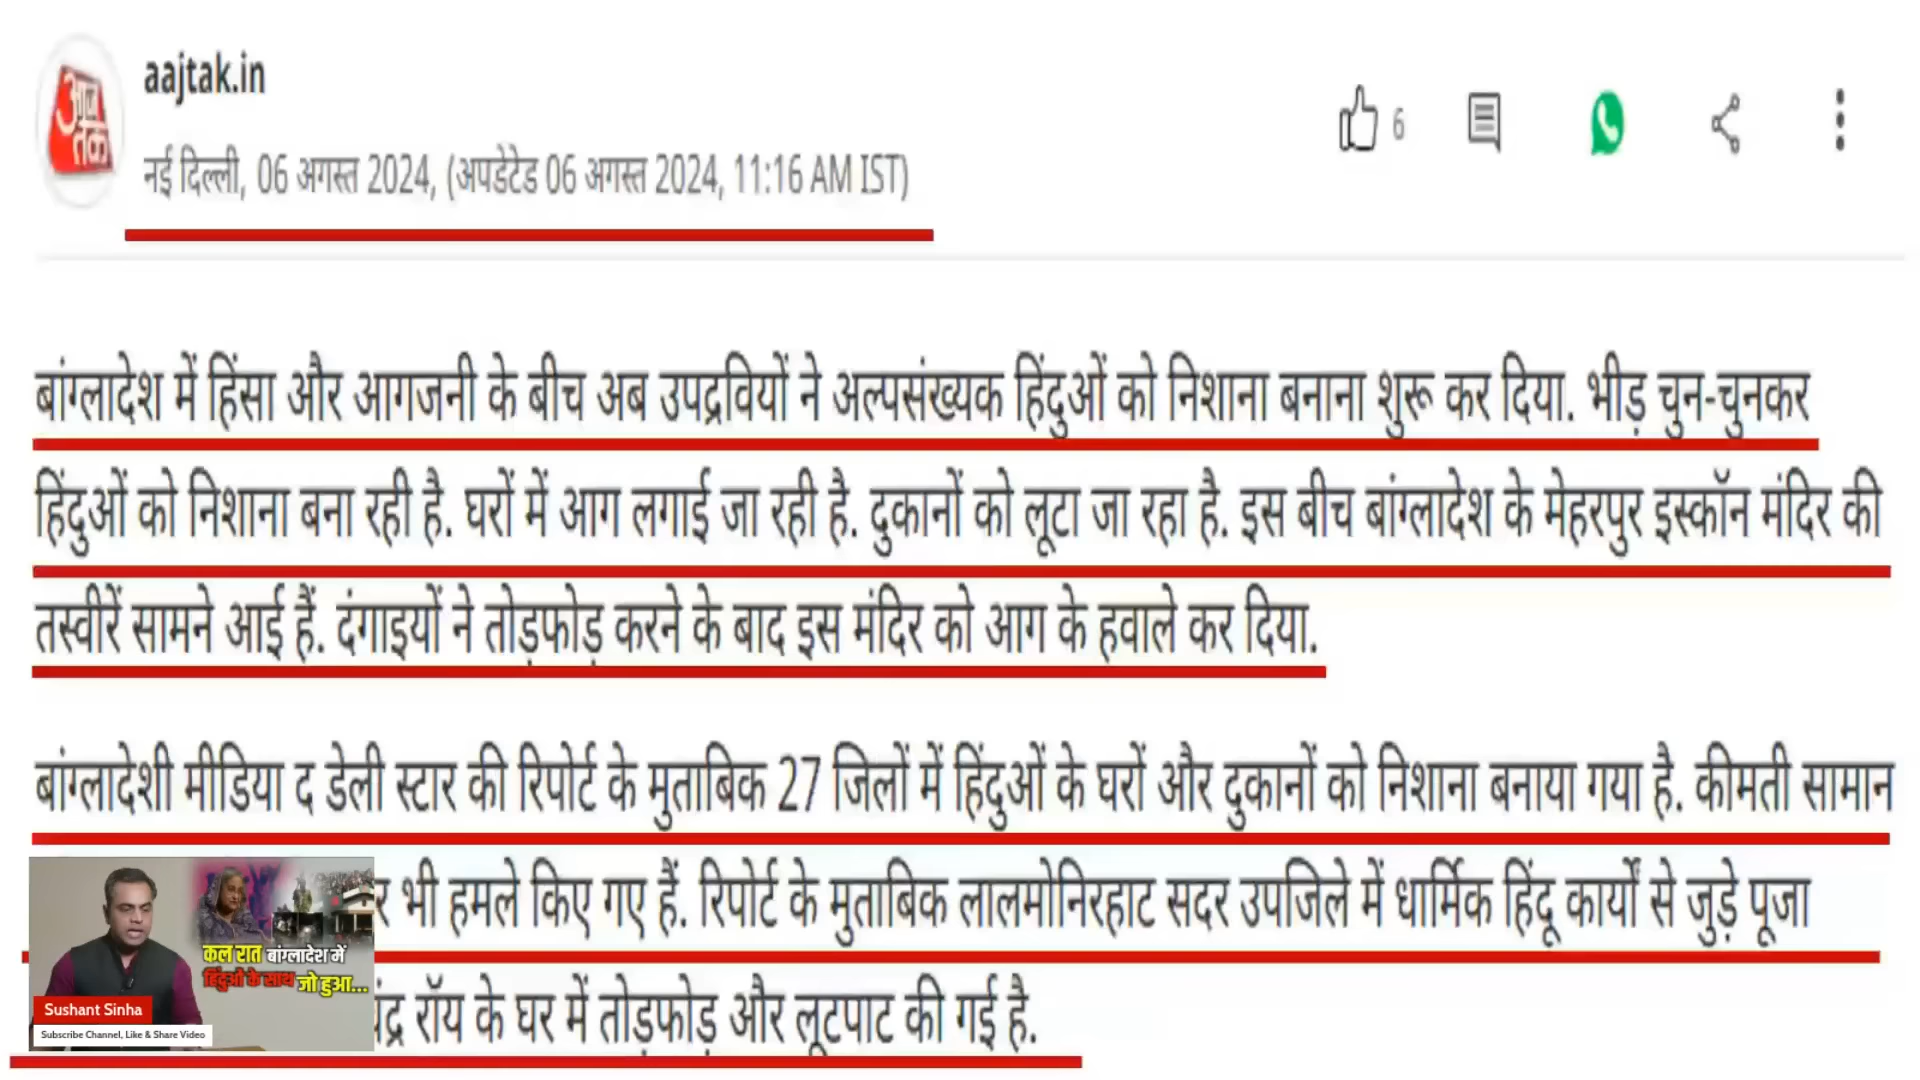 आज
तक
aajtak.in
नई दिल्ली, 06 अगस्त 2024, (अपडेटेड 06 अगस्त 2024, 11:16 AM IST)
6
बांग्लादेश में हिंसा और आगजनी के बीच अब उपद्रवियों ने अल्पसंख्यक हिंदुओं को निशाना बनाना शुरू कर दिया. भीड़ चुन-चुनकर
हिंदुओं को निशाना बना रही है. घरों में आग लगाई जा रही है. दुकानों को लूटा जा रहा है. इस बीच बांग्लादेश के मेहरपुर इस्कॉन मंदिर की
तस्वीरें सामने आई हैं. दंगाइयों ने तोड़फोड़ करने के बाद इस मंदिर को आग के हवाले कर दिया.
बांग्लादेशी मीडिया द डेली स्टार की रिपोर्ट के मुताबिक 27 जिलों में हिंदुओं के घरों और दुकानों को निशाना बनाया गया है. कीमती सामान
भी हमले किए गए हैं. रिपोर्ट के मुताबिक लालमोनिरहाट सदर उपजिले में धार्मिक हिंदू कार्यों से जुड़े पूजा
रॉय के घर में तोड़फोड़ और लूटपाट की गई है.
कल रात बांग्लादेश में
हिंदुओं के साथ जो हुआ...
Sushant Sinha
Subscribe Channel, Like & Share Video